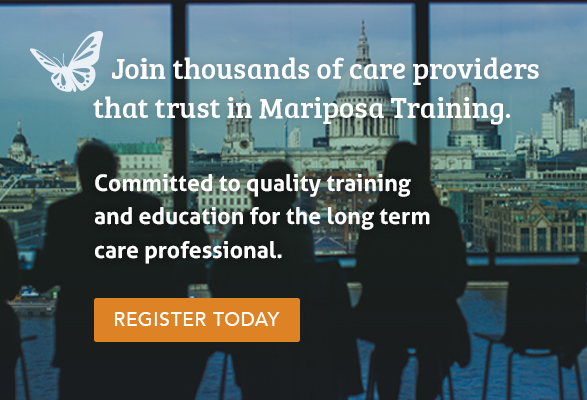 Join thousands of care providers
that trust in Mariposa Training.
Committed to quality training
and education for the long term
care professional.
REGISTER TODAY